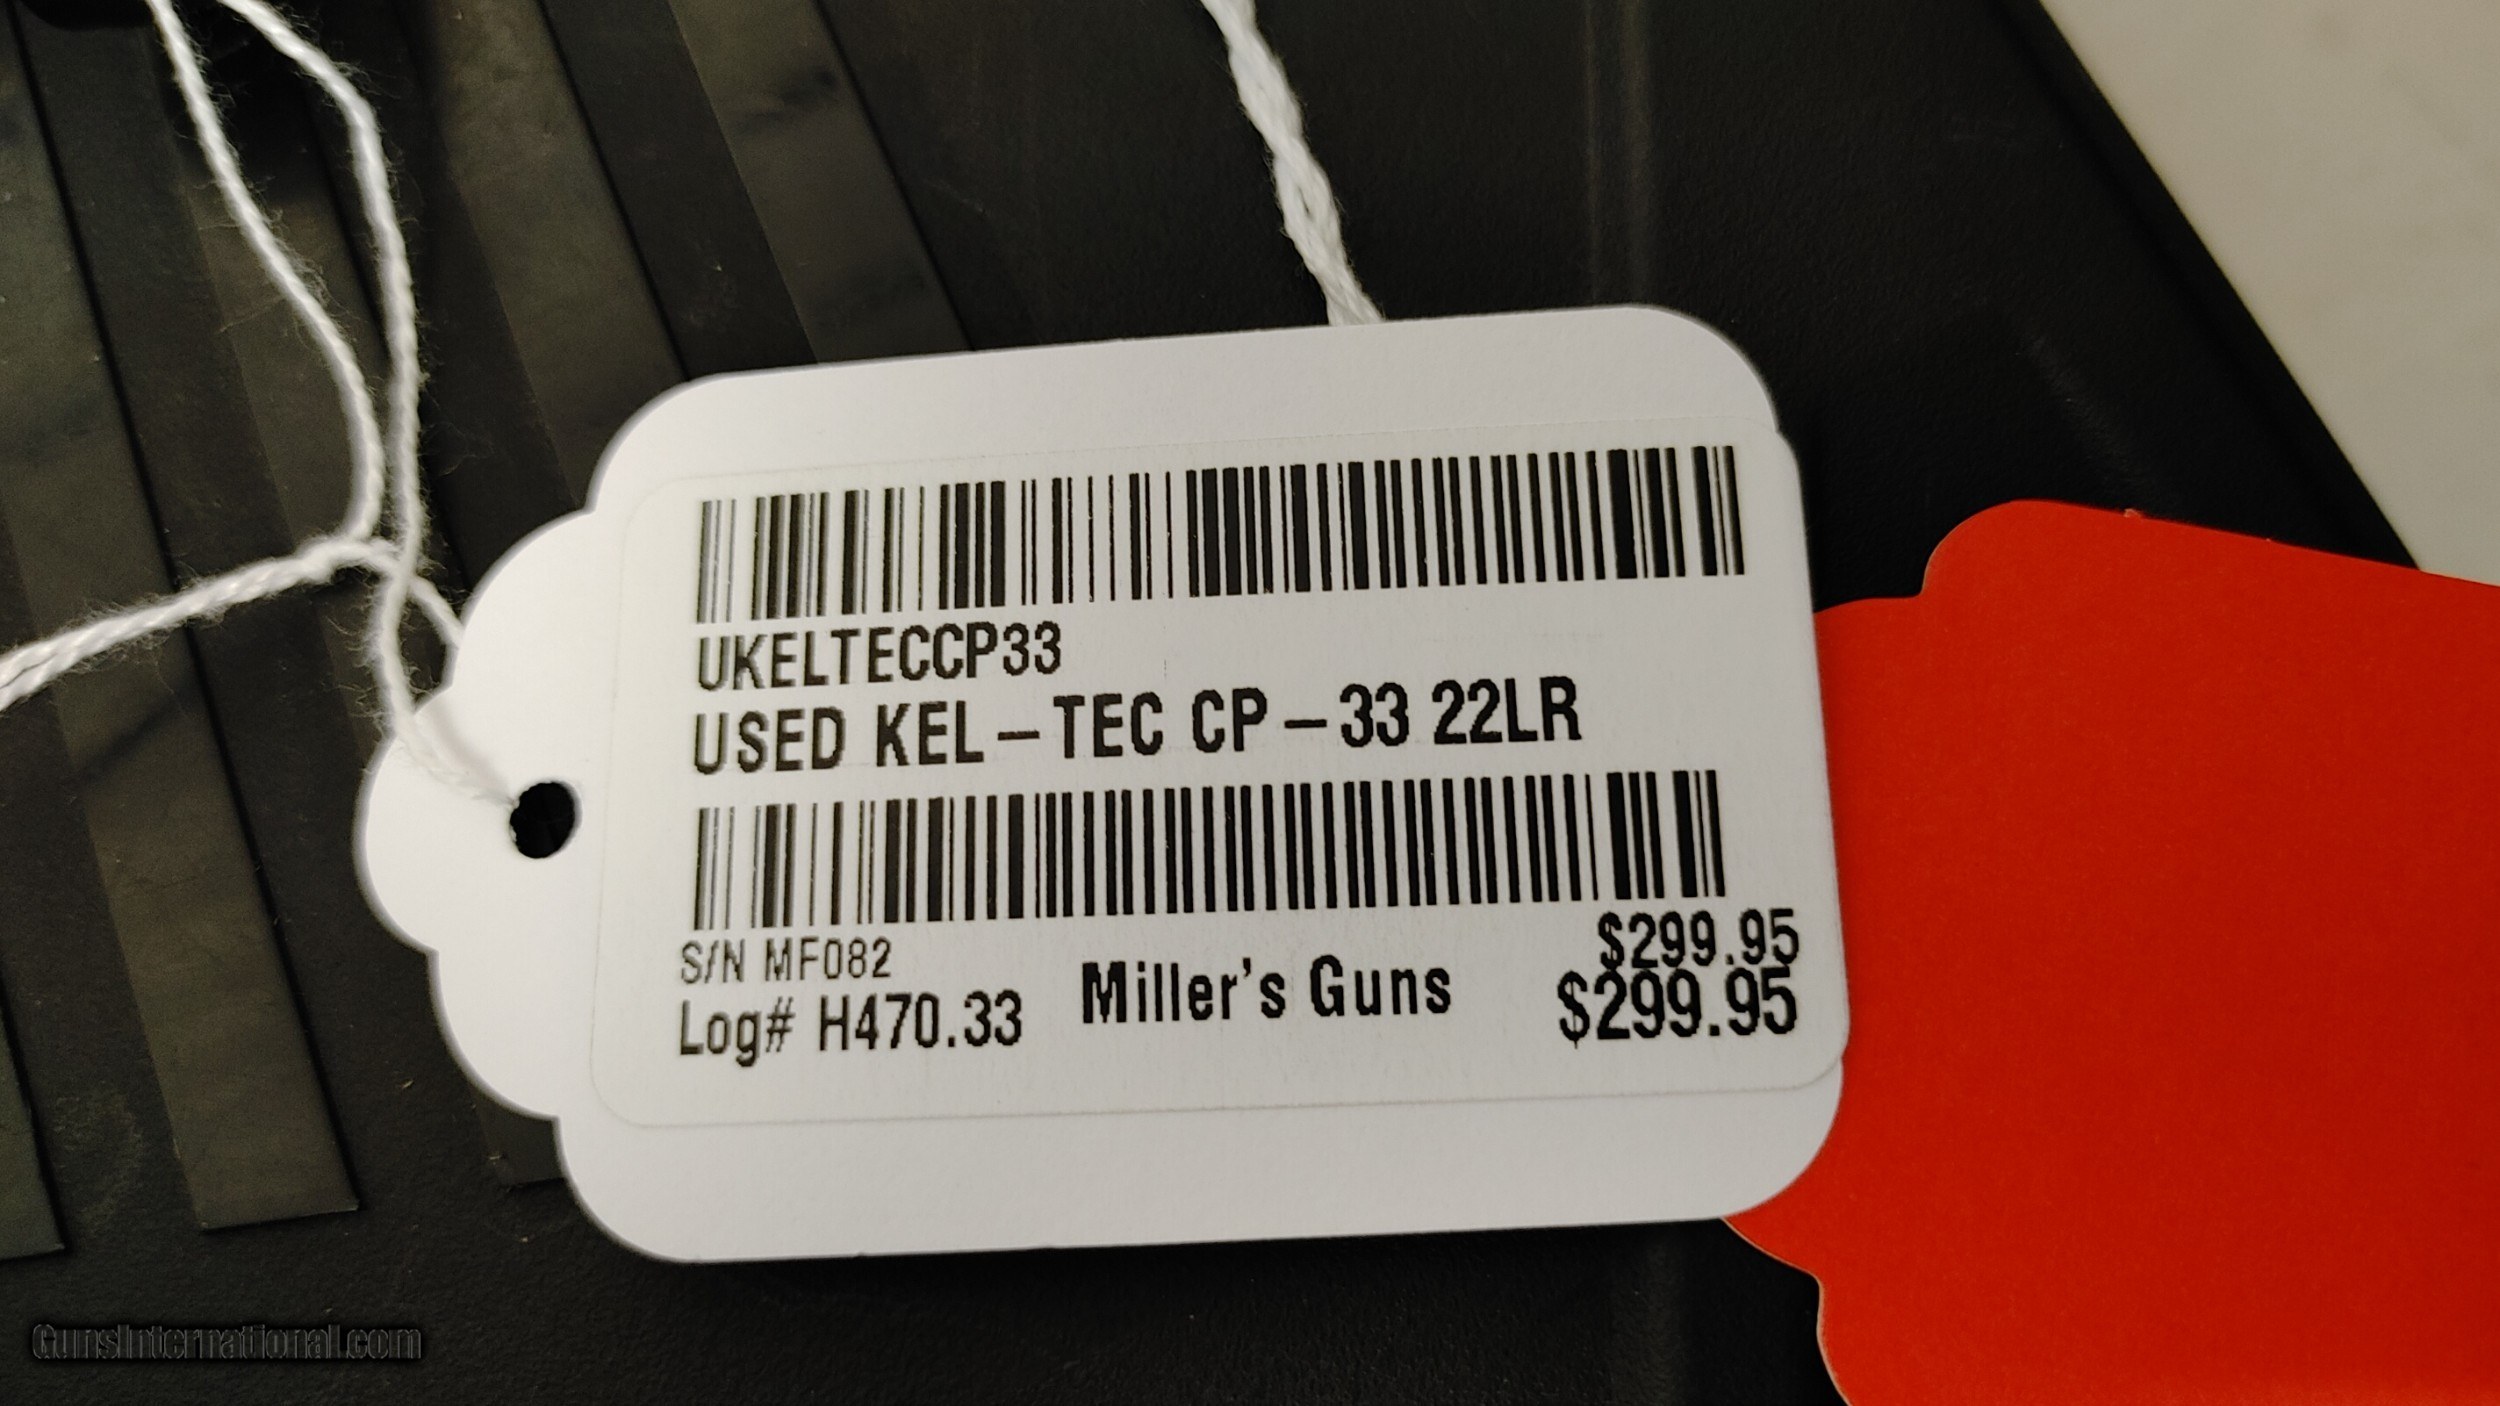 UKELTECCP33
USED KEL-TEC CP-33 22LR
S/N MF082
$299.95
Log# H470.33
Miller's Guns
$299.95
GunsInternational.com